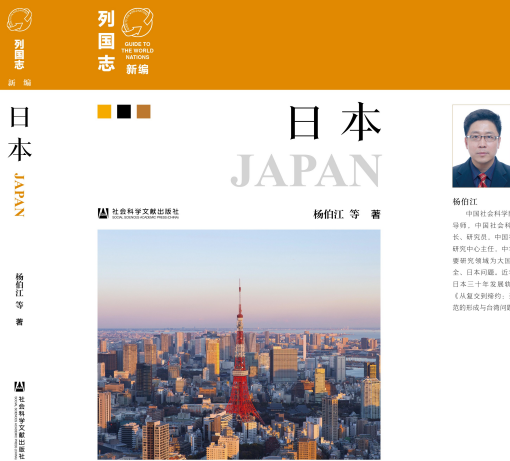 列国志
新 编
日本
JAPAN
杨伯江 等 著
社会科学文献出版社
列国志
GUIDE TO
THE WORLD
NATIONS
新编
日本
JAPAN
社会科学文献出版社
SOCIAL SCIENCES ACADEMIC PRESS (CHINA)
杨伯江 等 著
杨伯江
中国社会科学
导师，中国社会科
长、研究员，中国
研究中心主任，中
要研究领域为大国
全、日本问题。近
日本三十年发展新
《从复交到缔约：
范的形成与台湾问题